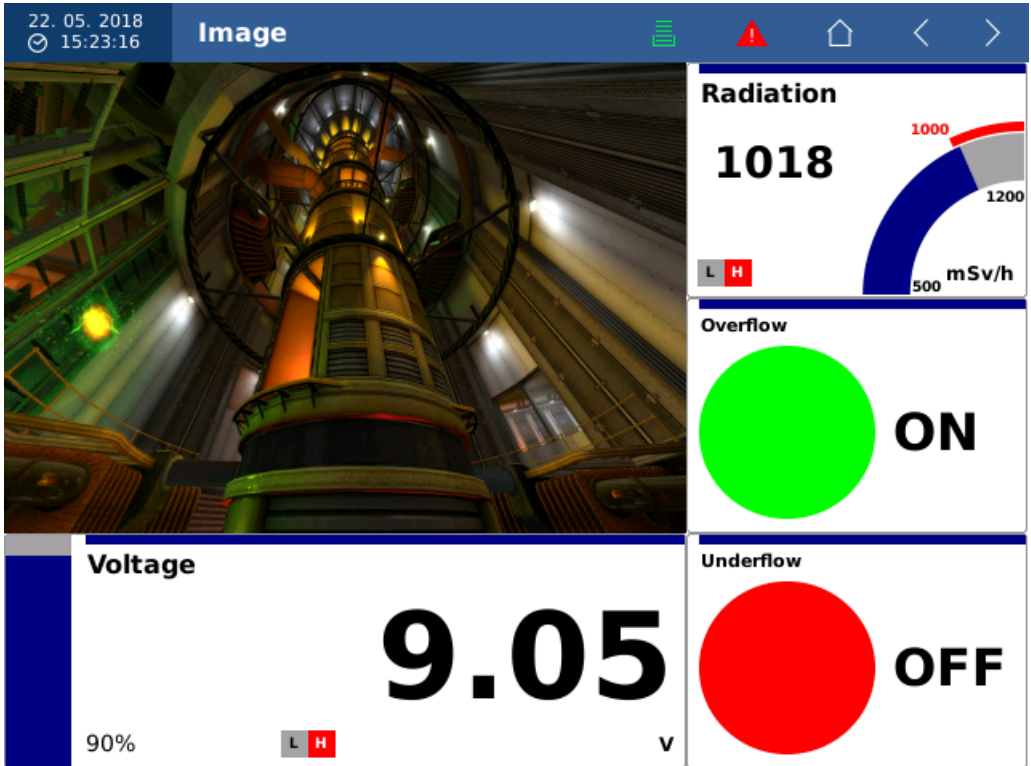 22. 05. 2018
15:23:16
Image
Radiation
1018
1000
1200
500
mSv/h
L H
Overflow
ON
Voltage
9.05
90%
L H
V
Underflow
OFF